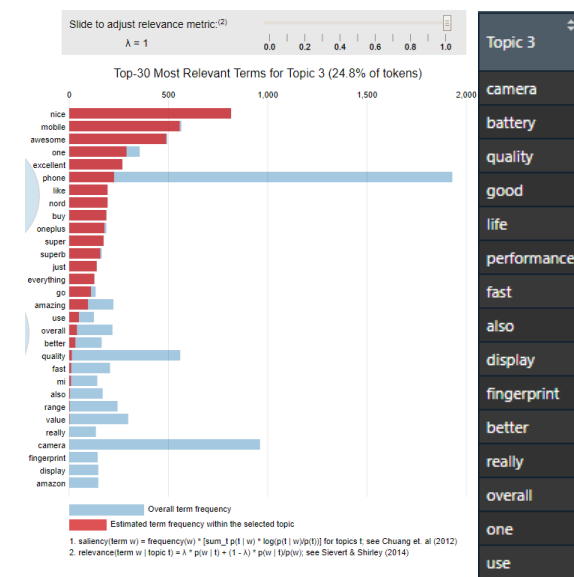 Slide to adjust relevance metric:(2)
λ = 1
0.0 0.2 0.4 0.6 0.8 1.0
Top-30 Most Relevant Terms for Topic 3 (24.8% of tokens)
0 500 1,000 1,500 2,000
nice
mobile
awesome
one
excellent
phone
like
nord
buy
oneplus
super
superb
just
everything
go
amazing
use
overall
better
quality
fast
mi
also
range
value
really
camera
fingerprint
display
amazon
Overall term frequency
Estimated term frequency within the selected topic
1. saliency(term w) = frequency(w) * [sum_t p(t | w) * log(p(t | w)/p(t))] for topics t; see Chuang et. al (2012)
2. relevance(term w | topic t) = λ * p(w | t) + (1 - λ) * p(w | t)/p(w); see Sievert & Shirley (2014)
Topic 3
camera
battery
quality
good
life
performance
fast
also
display
fingerprint
better
really
overall
one
use